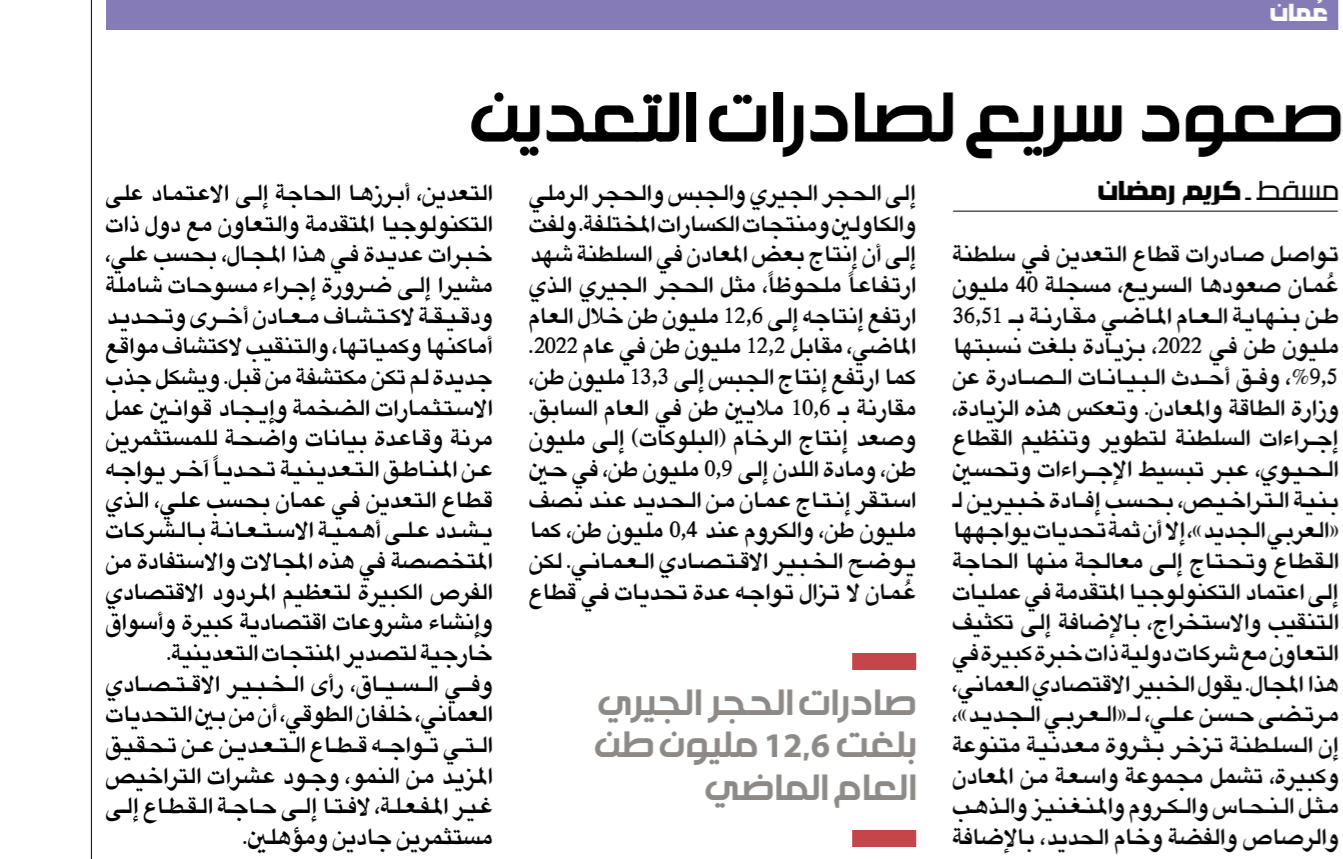 عُمان
صعود سريع لصادرات التعدين
مسقط ـ كريم رمضان
تواصل صادرات قطاع التعدين في سلطنة
عُمان صعودها السريع، مسجلة 40 مليون
طن بنهاية العام الماضي مقارنة بـ 36,51
مليون طن في 2022، بزيادة بلغت نسبتها
9,5%، وفق أحدث البيانات الصادرة عن
وزارة الطاقة والمعادن. وتعكس هذه الزيادة،
إجراءات السلطنة لتطوير وتنظيم القطاع
الحيوي، عبر تبسيط الإجراءات وتحسين
بنية التراخيص، بحسب إفادة خبيرين لـ
«العربي الجديد»، إلا أن ثمة تحديات يواجهها
القطاع وتحتاج إلى معالجة منها الحاجة
إلى اعتماد التكنولوجيا المتقدمة في عمليات
التنقيب والاستخراج، بالإضافة إلى تكثيف
التعاون مع شركات دولية ذات خبرة كبيرة في
هذا المجال. يقول الخبير الاقتصادي العماني،
مرتضى حسن علي، لـ«العربي الجديد»،
إن السلطنة تزخر بثروة معدنية متنوعة
وكبيرة، تشمل مجموعة واسعة من المعادن
مثل النحاس والكروم والمنغنيز والذهب
والرصاص والفضة وخام الحديد، بالإضافة
إلى الحجر الجيري والجبس والحجر الرملي
والكاولين ومنتجات الكسارات المختلفة. ولفت
إلى أن إنتاج بعض المعادن في السلطنة شهد
ارتفاعاً ملحوظاً، مثل الحجر الجيري الذي
ارتفع إنتاجه إلى 12,6 مليون طن خلال العام
الماضي، مقابل 12,2 مليون طن في عام 2022.
كما ارتفع إنتاج الجبس إلى 13,3 مليون طن،
مقارنة بـ 10,6 ملايين طن في العام السابق.
وصعد إنتاج الرخام (البلوكات) إلى مليون
طن، ومادة اللدن إلى 0,9 مليون طن، في حين
استقر إنتاج عمان من الحديد عند نصف
مليون طن، والكروم عند 0,4 مليون طن، كما
يوضح الخبير الاقتصادي العماني. لكن
عُمان لا تزال تواجه عدة تحديات في قطاع
صادرات الحجر الجيري
بلغت 12,6 مليون طن
العام الماضي
التعدين، أبرزها الحاجة إلى الاعتماد على
التكنولوجيا المتقدمة والتعاون مع دول ذات
خبرات عديدة في هذا المجال، بحسب علي،
مشيرا إلى ضرورة إجراء مسوحات شاملة
ودقيقة لاكتشاف معادن أخرى وتحديد
أماكنها وكمياتها، والتنقيب لاكتشاف مواقع
جديدة لم تكن مكتشفة من قبل. ويشكل جذب
الاستثمارات الضخمة وإيجاد قوانين عمل
مرنة وقاعدة بيانات واضحة للمستثمرين
عن المناطق التعدينية تحدياً آخر يواجه
قطاع التعدين في عمان بحسب علي، الذي
يشدد على أهمية الاستعانة بالشركات
المتخصصة في هذه المجالات والاستفادة من
الفرص الكبيرة لتعظيم المردود الاقتصادي
وإنشاء مشروعات اقتصادية كبيرة وأسواق
خارجية لتصدير المنتجات التعدينية.
وفي السياق، رأى الخبير الاقتصادي
العماني، خلفان الطوقي، أن من بين التحديات
التي تواجه قطاع التعدين عن تحقيق
المزيد من النمو، وجود عشرات التراخيص
غير المفعلة، لافتا إلى حاجة القطاع إلى
مستثمرين جادين ومؤهلين.